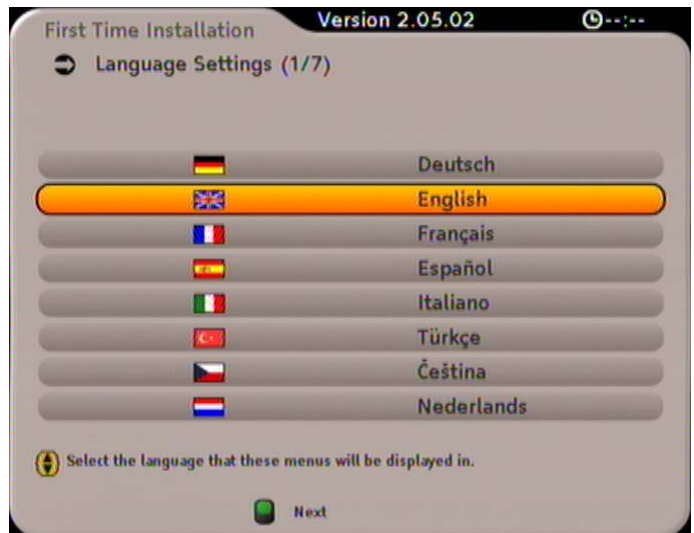 First Time Installation
Version 2.05.02
--:--
Language Settings (1/7)
Deutsch
English
Français
Español
Italiano
Türkçe
Čeština
Nederlands
Select the language that these menus will be displayed in.
Next